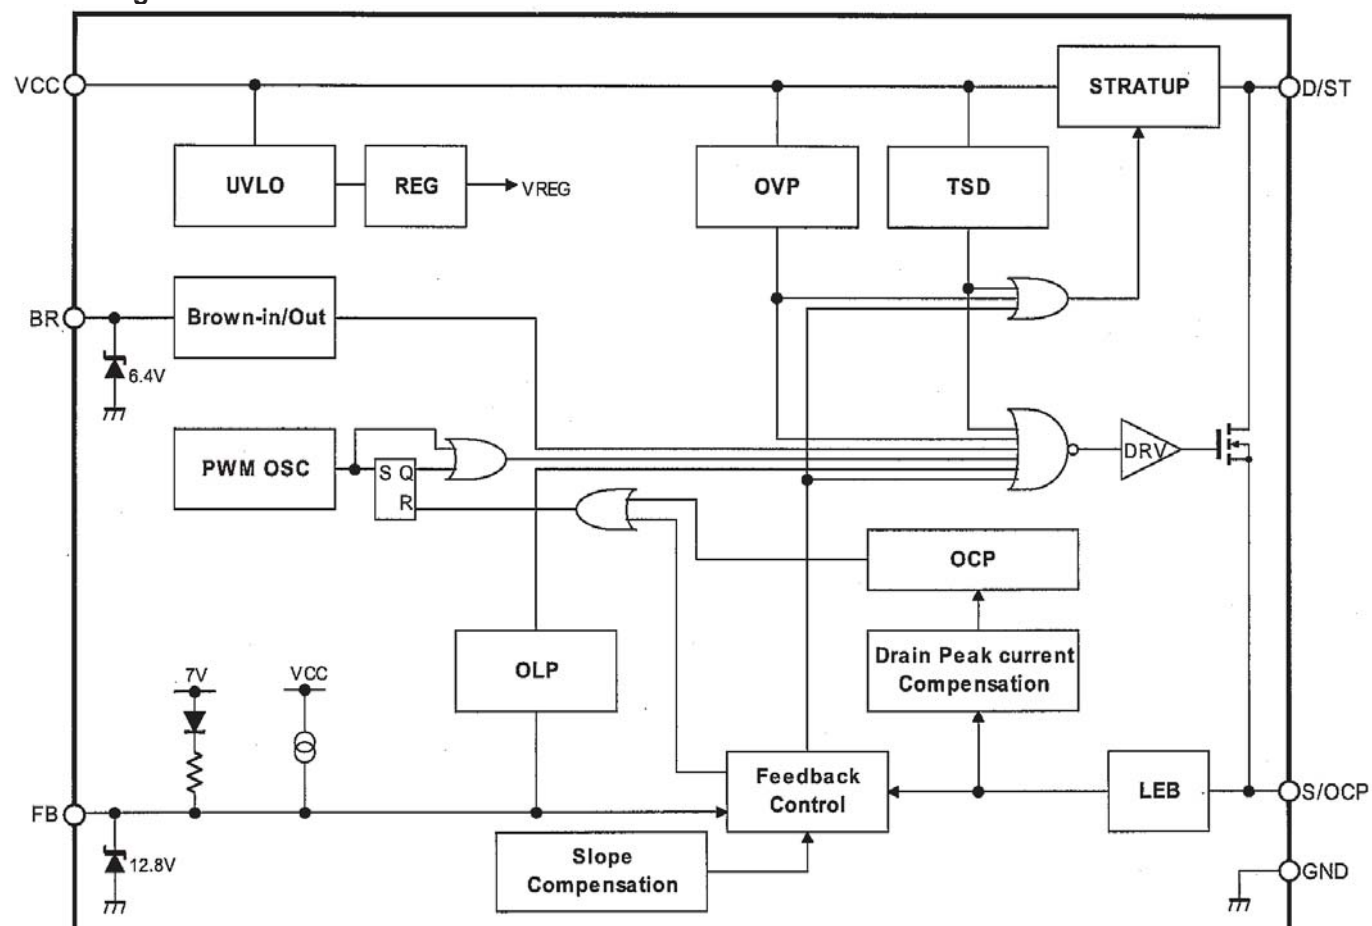 VCC
STRATUP
D/ST
UVLO
REG
VREG
OVP
TSD
BR
Brown-in/Out
6.4V
PWM OSC
S Q
R
DRV
OCP
OLP
Drain Peak current
Compensation
7V
VCC
Feedback
Control
LEB
S/OCP
FB
12.8V
Slope
Compensation
GND